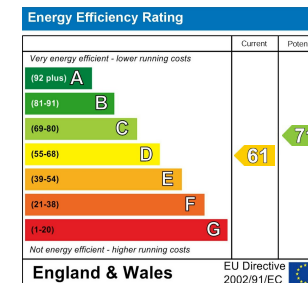 Energy Efficiency Rating
Current
Very energy efficient - lower running costs
(92 plus) A
(81-91) B
(69-80) C
(55-68) D
(39-54) E
(21-38) F
(1-20) G
61
Not energy efficient - higher running costs
England & Wales
EU Directive
2002/91/EC